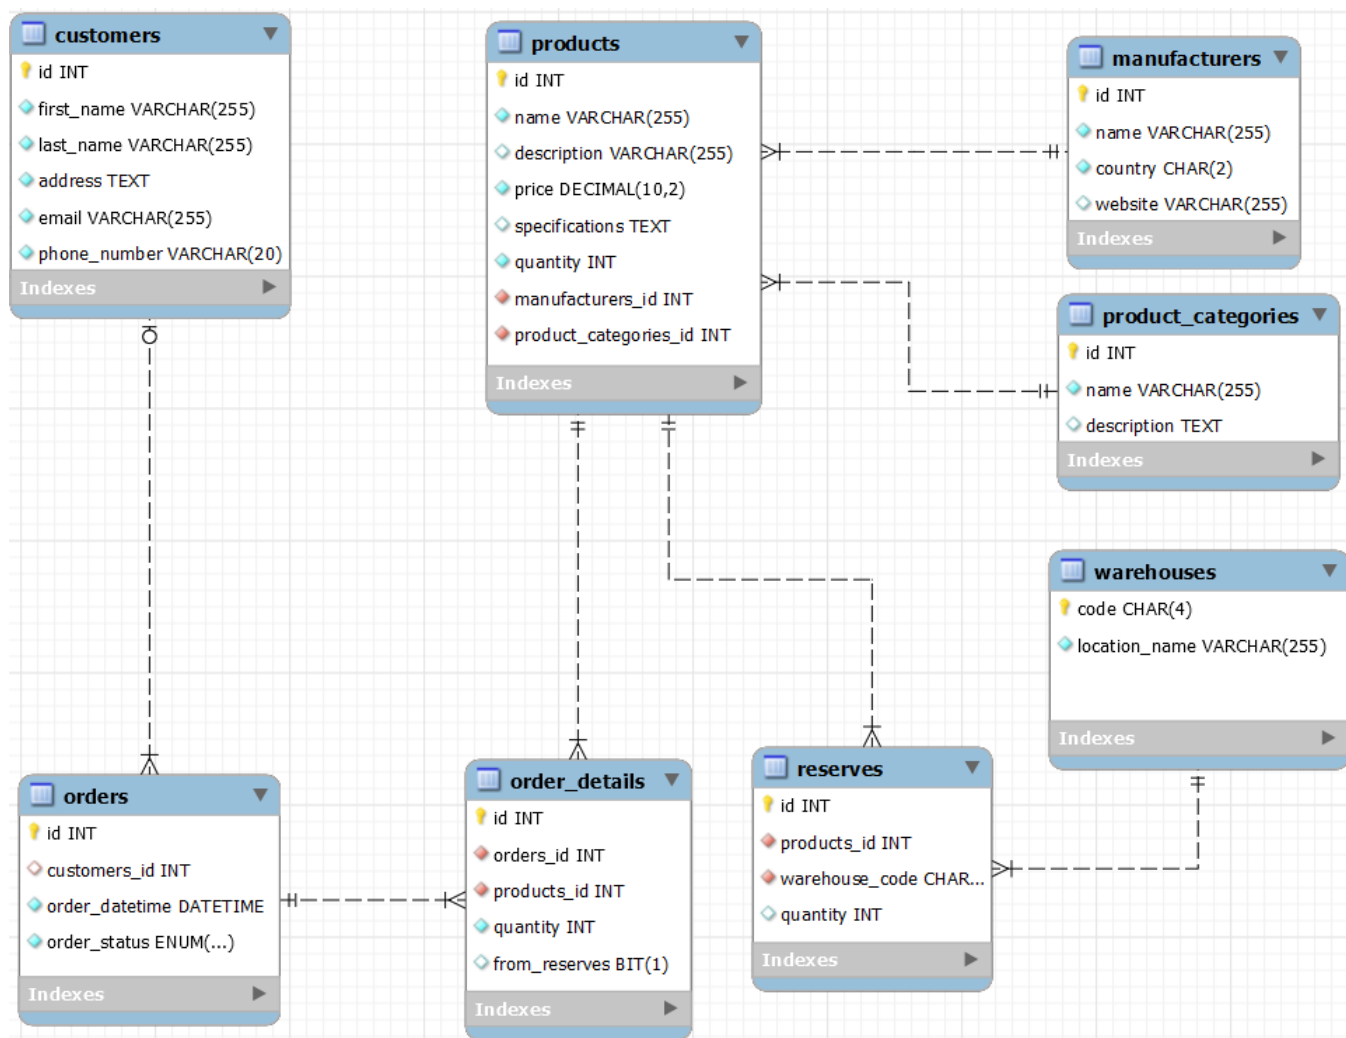 customers
id INT
first_name VARCHAR(255)
last_name VARCHAR(255)
address TEXT
email VARCHAR(255)
phone_number VARCHAR(20)
Indexes
products
id INT
name VARCHAR(255)
description VARCHAR(255)
price DECIMAL(10,2)
specifications TEXT
quantity INT
manufacturers_id INT
product_categories_id INT
Indexes
manufacturers
id INT
name VARCHAR(255)
country CHAR(2)
website VARCHAR(255)
Indexes
product_categories
id INT
name VARCHAR(255)
description TEXT
Indexes
warehouses
code CHAR(4)
location_name VARCHAR(255)
Indexes
orders
id INT
customers_id INT
order_datetime DATETIME
order_status ENUM(...)
Indexes
order_details
id INT
orders_id INT
products_id INT
quantity INT
from_reserves BIT(1)
Indexes
reserves
id INT
products_id INT
warehouse_code CHAR...
quantity INT
Indexes